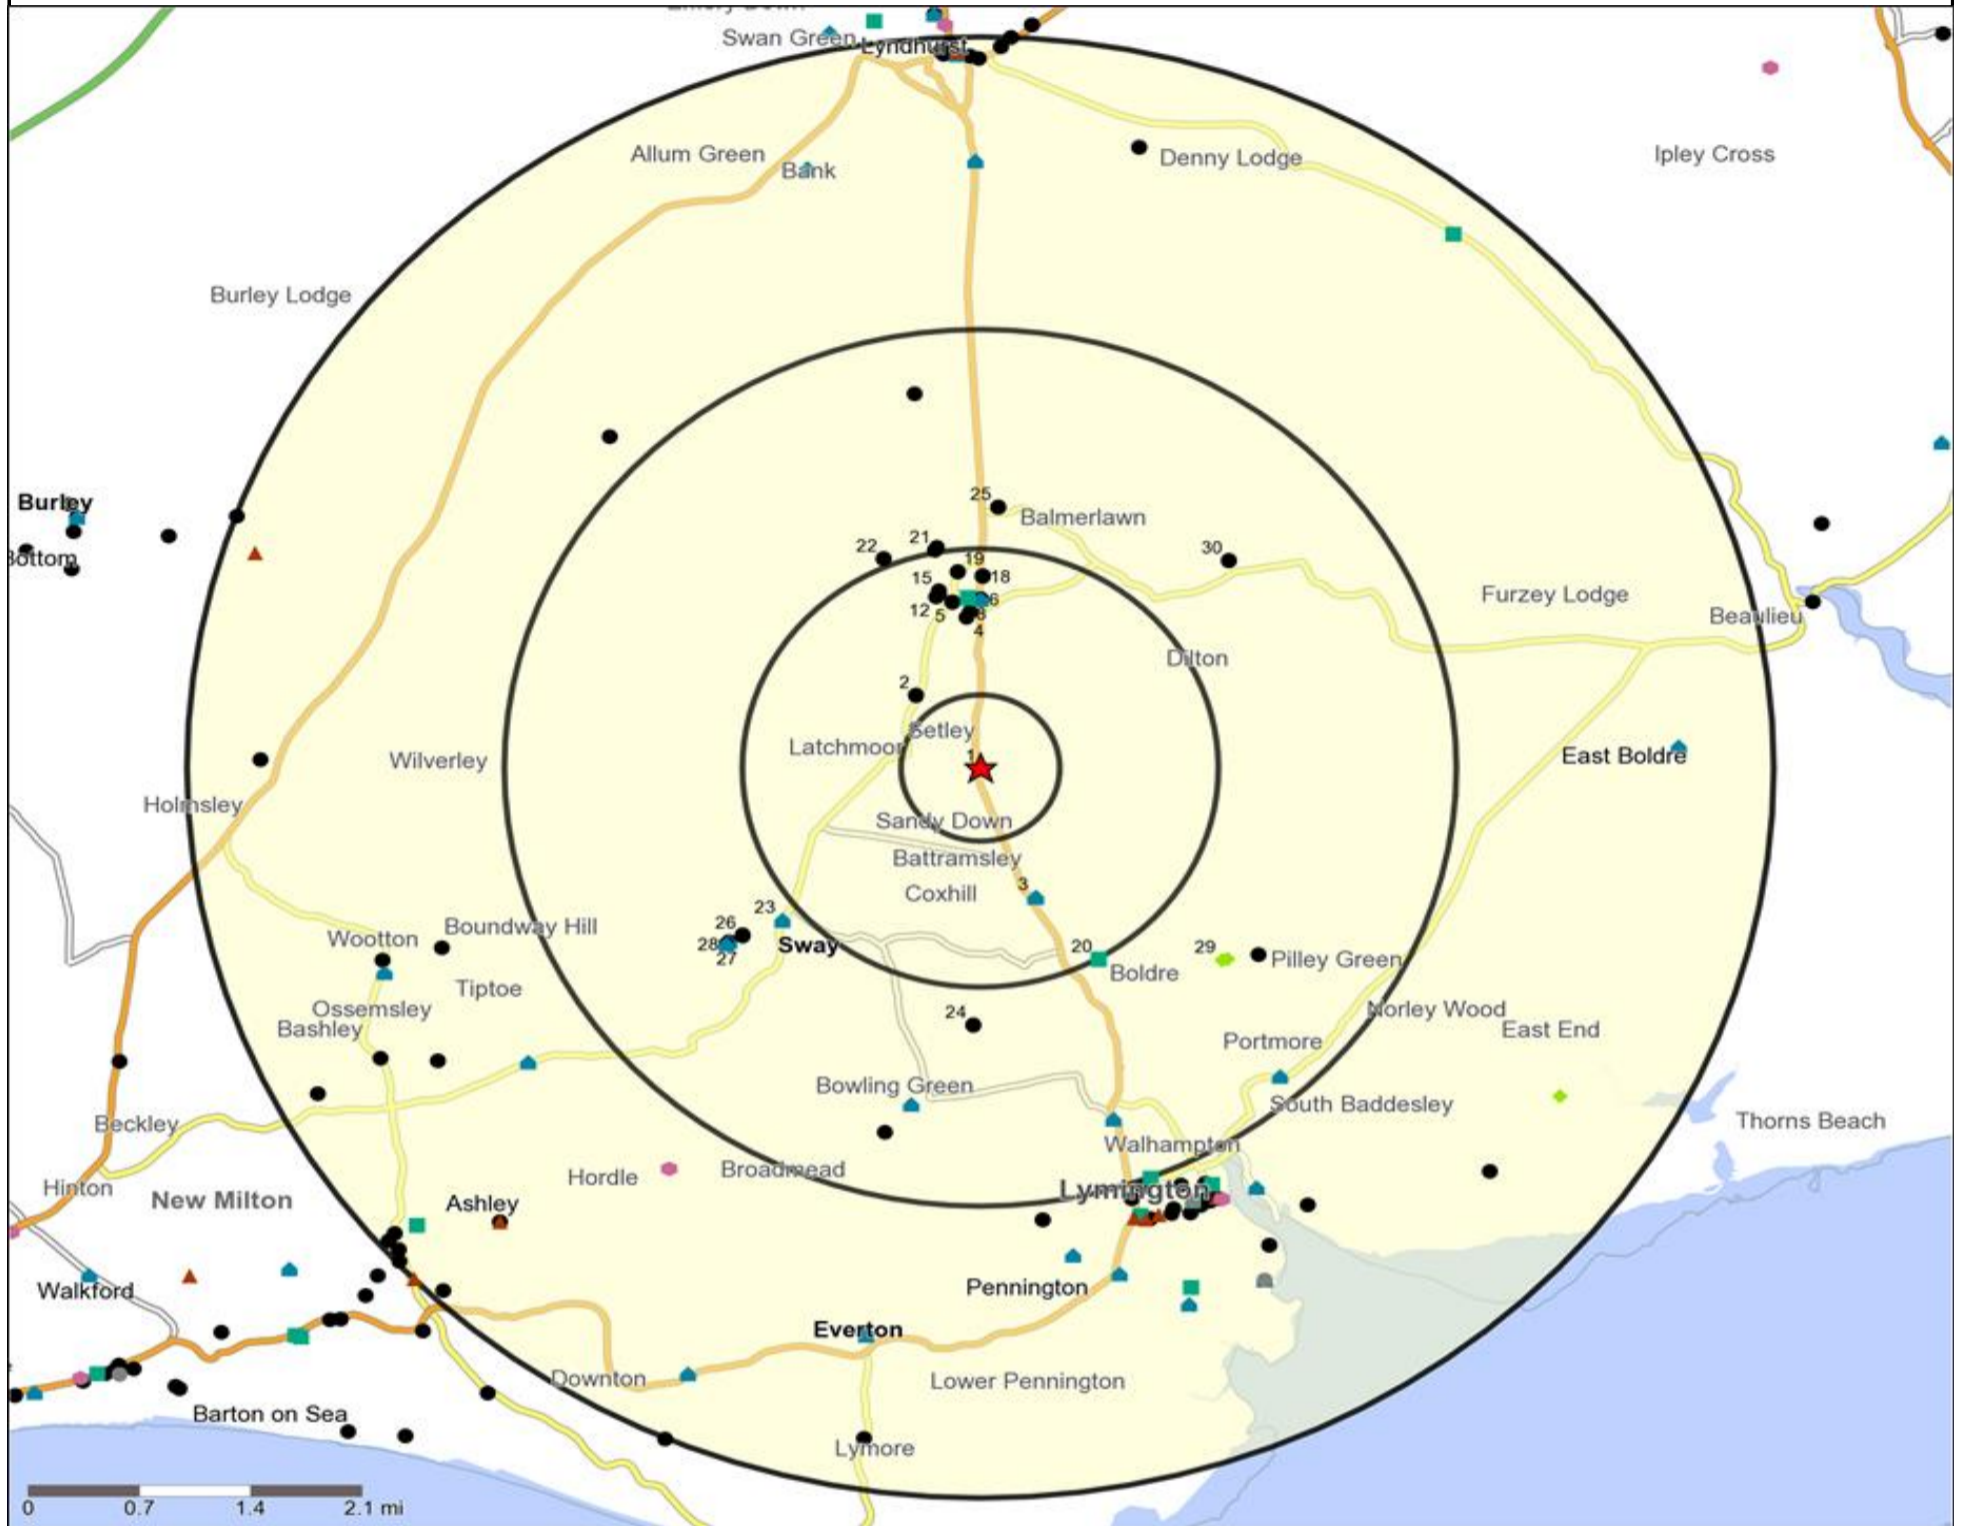 Swan Green
Lyndhurst
Allum Green
Bank
Denny Lodge
Ipley Cross
Burley Lodge
Burley
25
Balmerlawn
Bottom
22
21
19
18
30
15
12
5
6
8
4
Furzey Lodge
Beaulieu
Dilton
2
Setley
Latchmoor
1
Wilverley
East Boldre
Holmsley
Sandy Down
Battramsley
Coxhill
3
23
26
28
27
Sway
Boundway Hill
Wootton
20
Boldre
29
Pilley Green
Tiptoe
Ossemsley
Bashley
24
Norley Wood
East End
Portmore
Bowling Green
South Baddesley
Beckley
Thorns Beach
Walhampton
Hordle
Broadmead
Hinton
New Milton
Ashley
Lymington
Walkford
Pennington
Everton
Downton
Lower Pennington
Barton on Sea
Lymore
0 0.7 1.4 2.1 mi